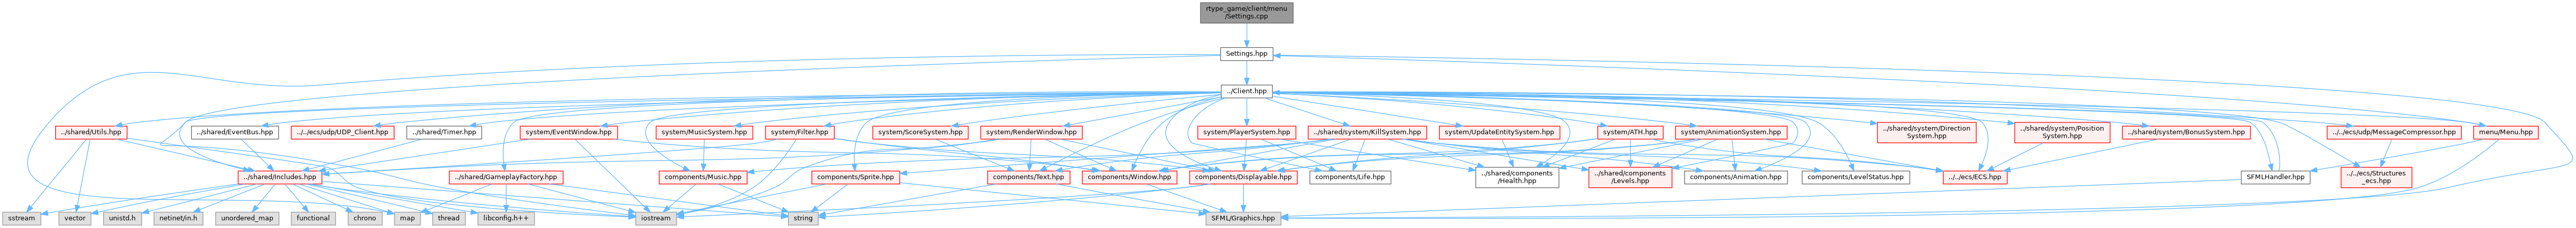 rtype_game/client/menu
/Settings.cpp
Settings.hpp
../Client.hpp
../shared/Utils.hpp
../shared/EventBus.hpp
../../ecs/udp/UDP_Client.hpp
../shared/Timer.hpp
system/EventWindow.hpp
system/MusicSystem.hpp
system/Filter.hpp
system/ScoreSystem.hpp
system/RenderWindow.hpp
system/PlayerSystem.hpp
../shared/system/KillSystem.hpp
system/UpdateEntitySystem.hpp
system/ATH.hpp
system/AnimationSystem.hpp
../shared/system/Direction
System.hpp
../shared/system/Position
System.hpp
../shared/system/BonusSystem.hpp
../../ecs/udp/MessageCompressor.hpp
menu/Menu.hpp
../shared/Includes.hpp
../shared/GameplayFactory.hpp
components/Music.hpp
components/Sprite.hpp
components/Text.hpp
components/Window.hpp
components/Displayable.hpp
components/Life.hpp
../shared/components
/Health.hpp
../shared/components
/Levels.hpp
components/Animation.hpp
components/LevelStatus.hpp
../../ecs/ECS.hpp
SFMLHandler.hpp
../../ecs/Structures
_ecs.hpp
sstream
vector
unistd.h
netinet/in.h
unordered_map
functional
chrono
map
thread
libconfig.h++
iostream
string
SFML/Graphics.hpp